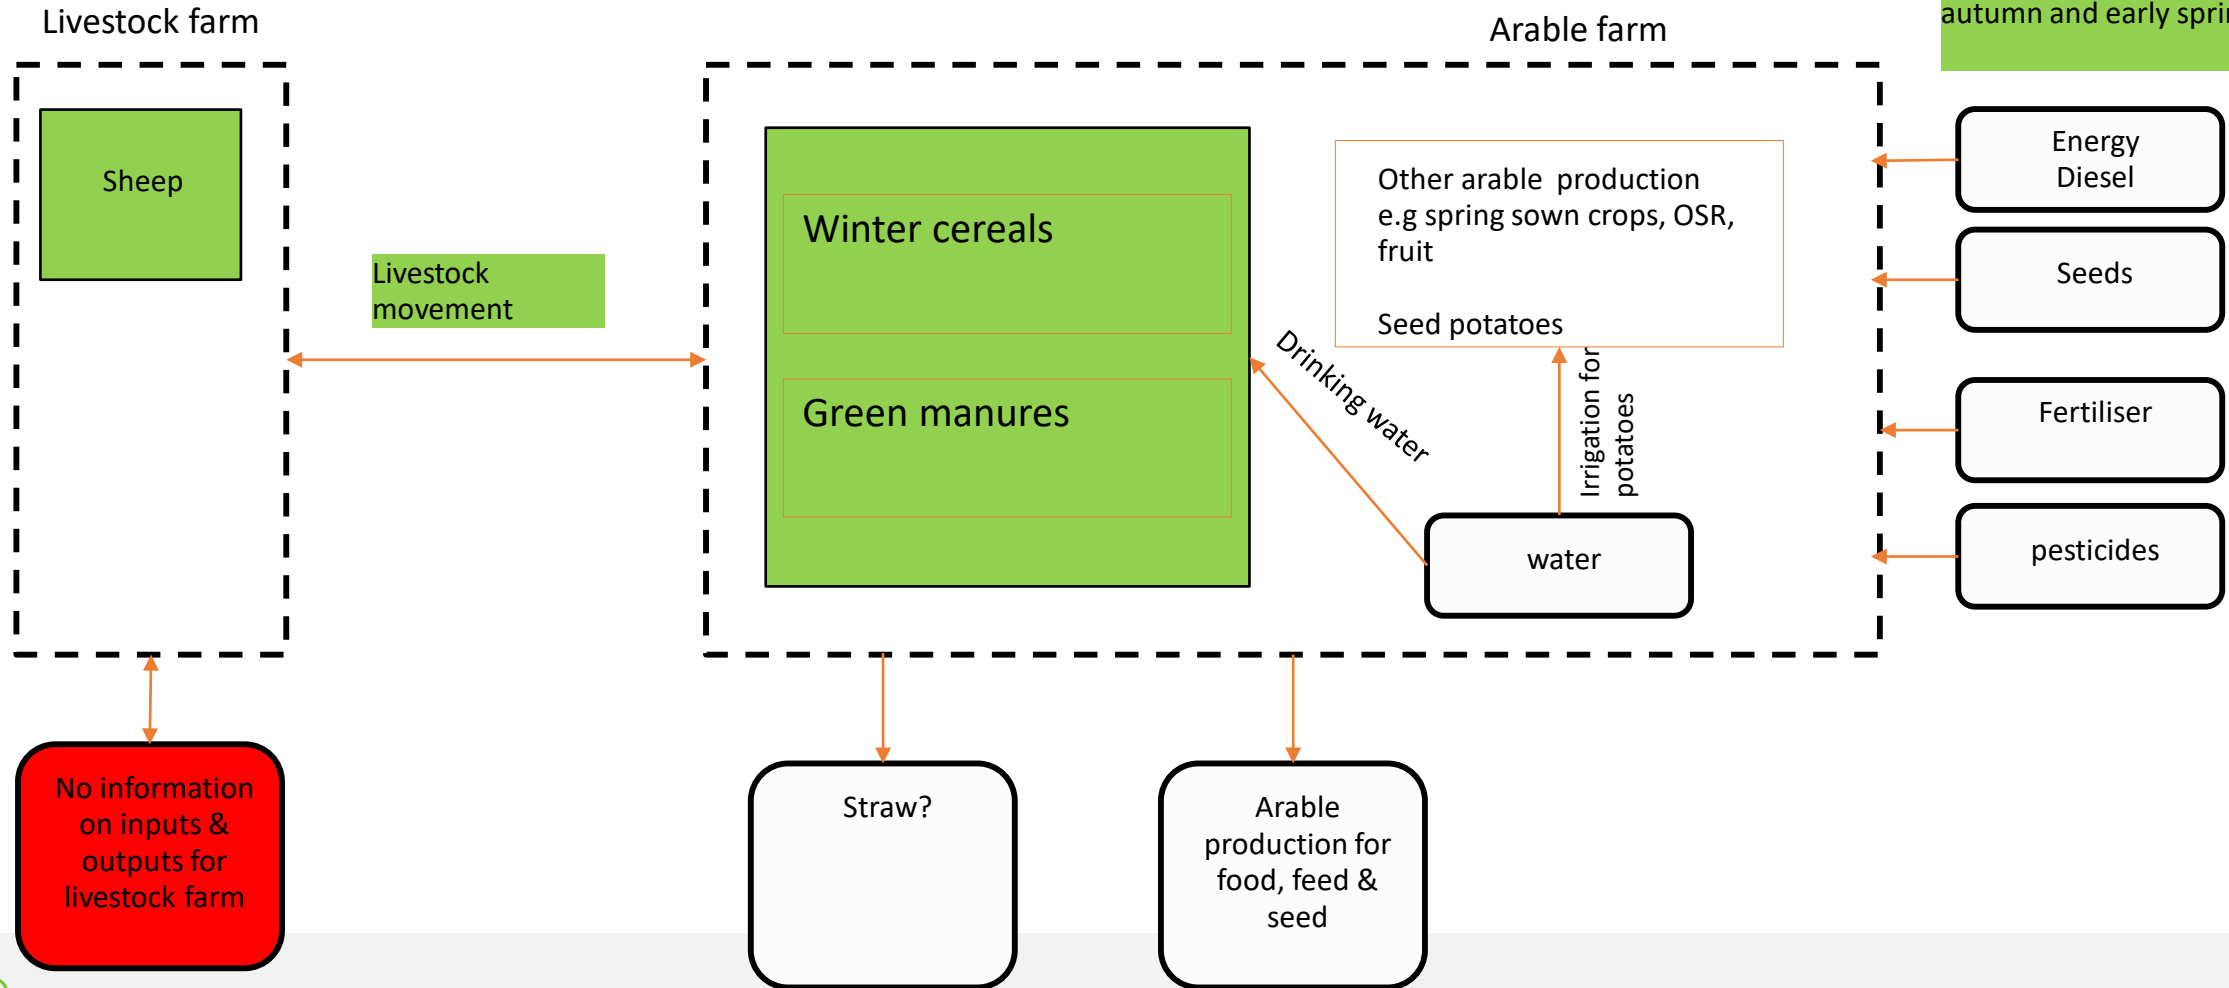 Livestock farm
Arable farm
autumn and early
Sheep
Livestock
movement
Winter cereals
Green manures
Other arable  production
e.g spring sown crops, OSR,
fruit
Seed potatoes
Drinking water
Irrigation for
potatoes
water
Energy
Diesel
Seeds
Fertiliser
pesticides
No information
on inputs &
outputs for
livestock farm
Straw?
Arable
production for
food, feed &
seed